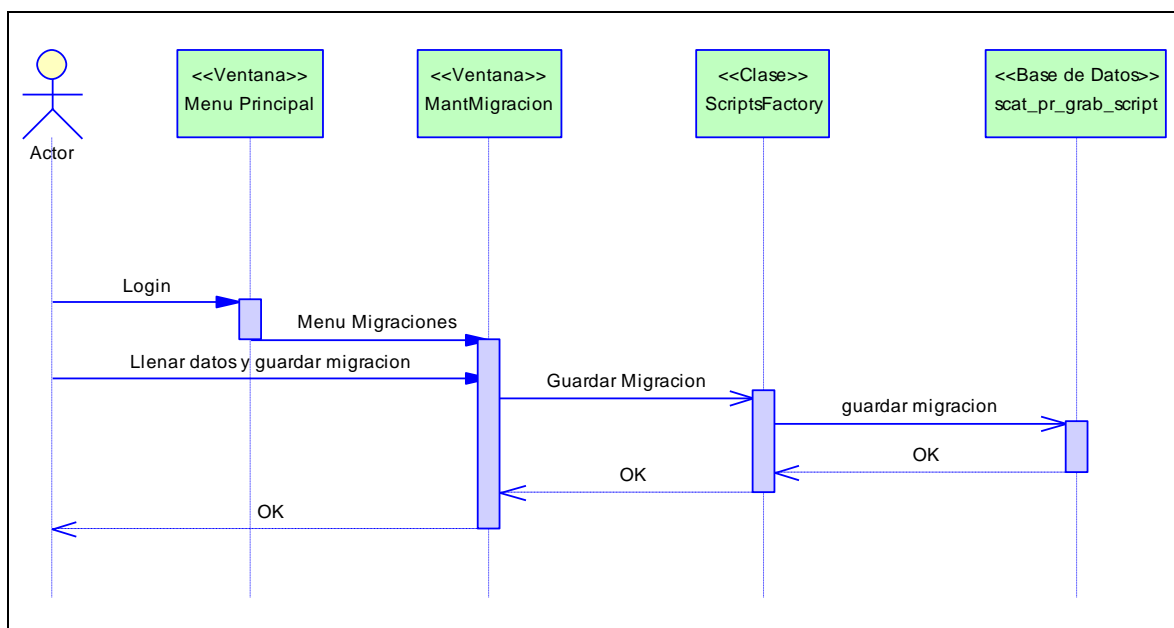 <<Ventana>>
Menu Principal
<<Ventana>>
MantMigracion
<<Clase>>
ScriptsFactory
<<Base de Datos>>
scat_pr_grab_script
Actor
Login
Menu Migraciones
Llenar datos y guardar migracion
Guardar Migracion
guardar migracion
OK
OK
OK